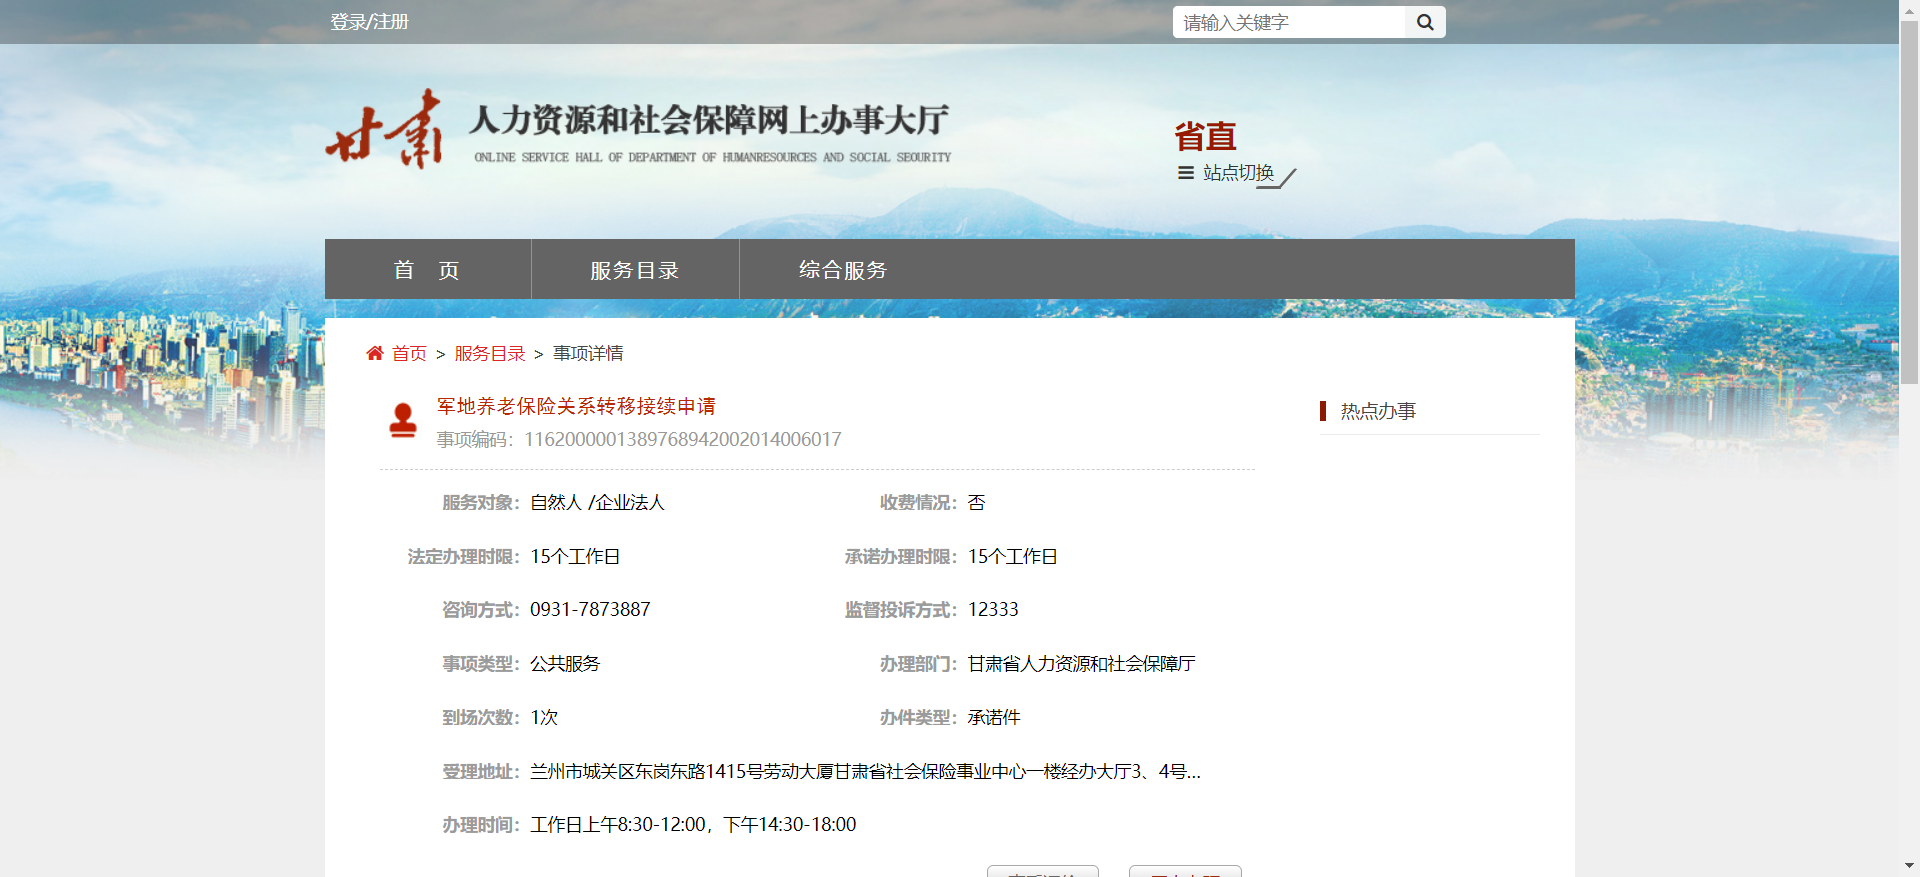 登录/注册
请输入关键字
甘肃 人力资源和社会保障网上办事大厅
ONLINE SERVICE HALL OF DEPARTMENT OF HUMANRESOURCES AND SOCIAL SEOURITY
省直
站点切换
首 页
服务目录
综合服务
首页 > 服务目录 > 事项详情
军地养老保险关系转移接续申请
事项编码：11620000013897689420020140060​17
热点办事
服务对象：自然人 /企业法人
收费情况：否
法定办理时限：15个工作日
承诺办理时限：15个工作日
咨询方式：0931-7873887
监督投诉方式：12333
事项类型：公共服务
办理部门：甘肃省人力资源和社会保障厅
到场次数：1次
办件类型：承诺件
受理地址：兰州市城关区东岗东路1415号劳动大厦甘肃省社会保险事业中心一楼经办大厅3、4号...
办理时间：工作日上午8:30-12:00，下午14:30-18:00